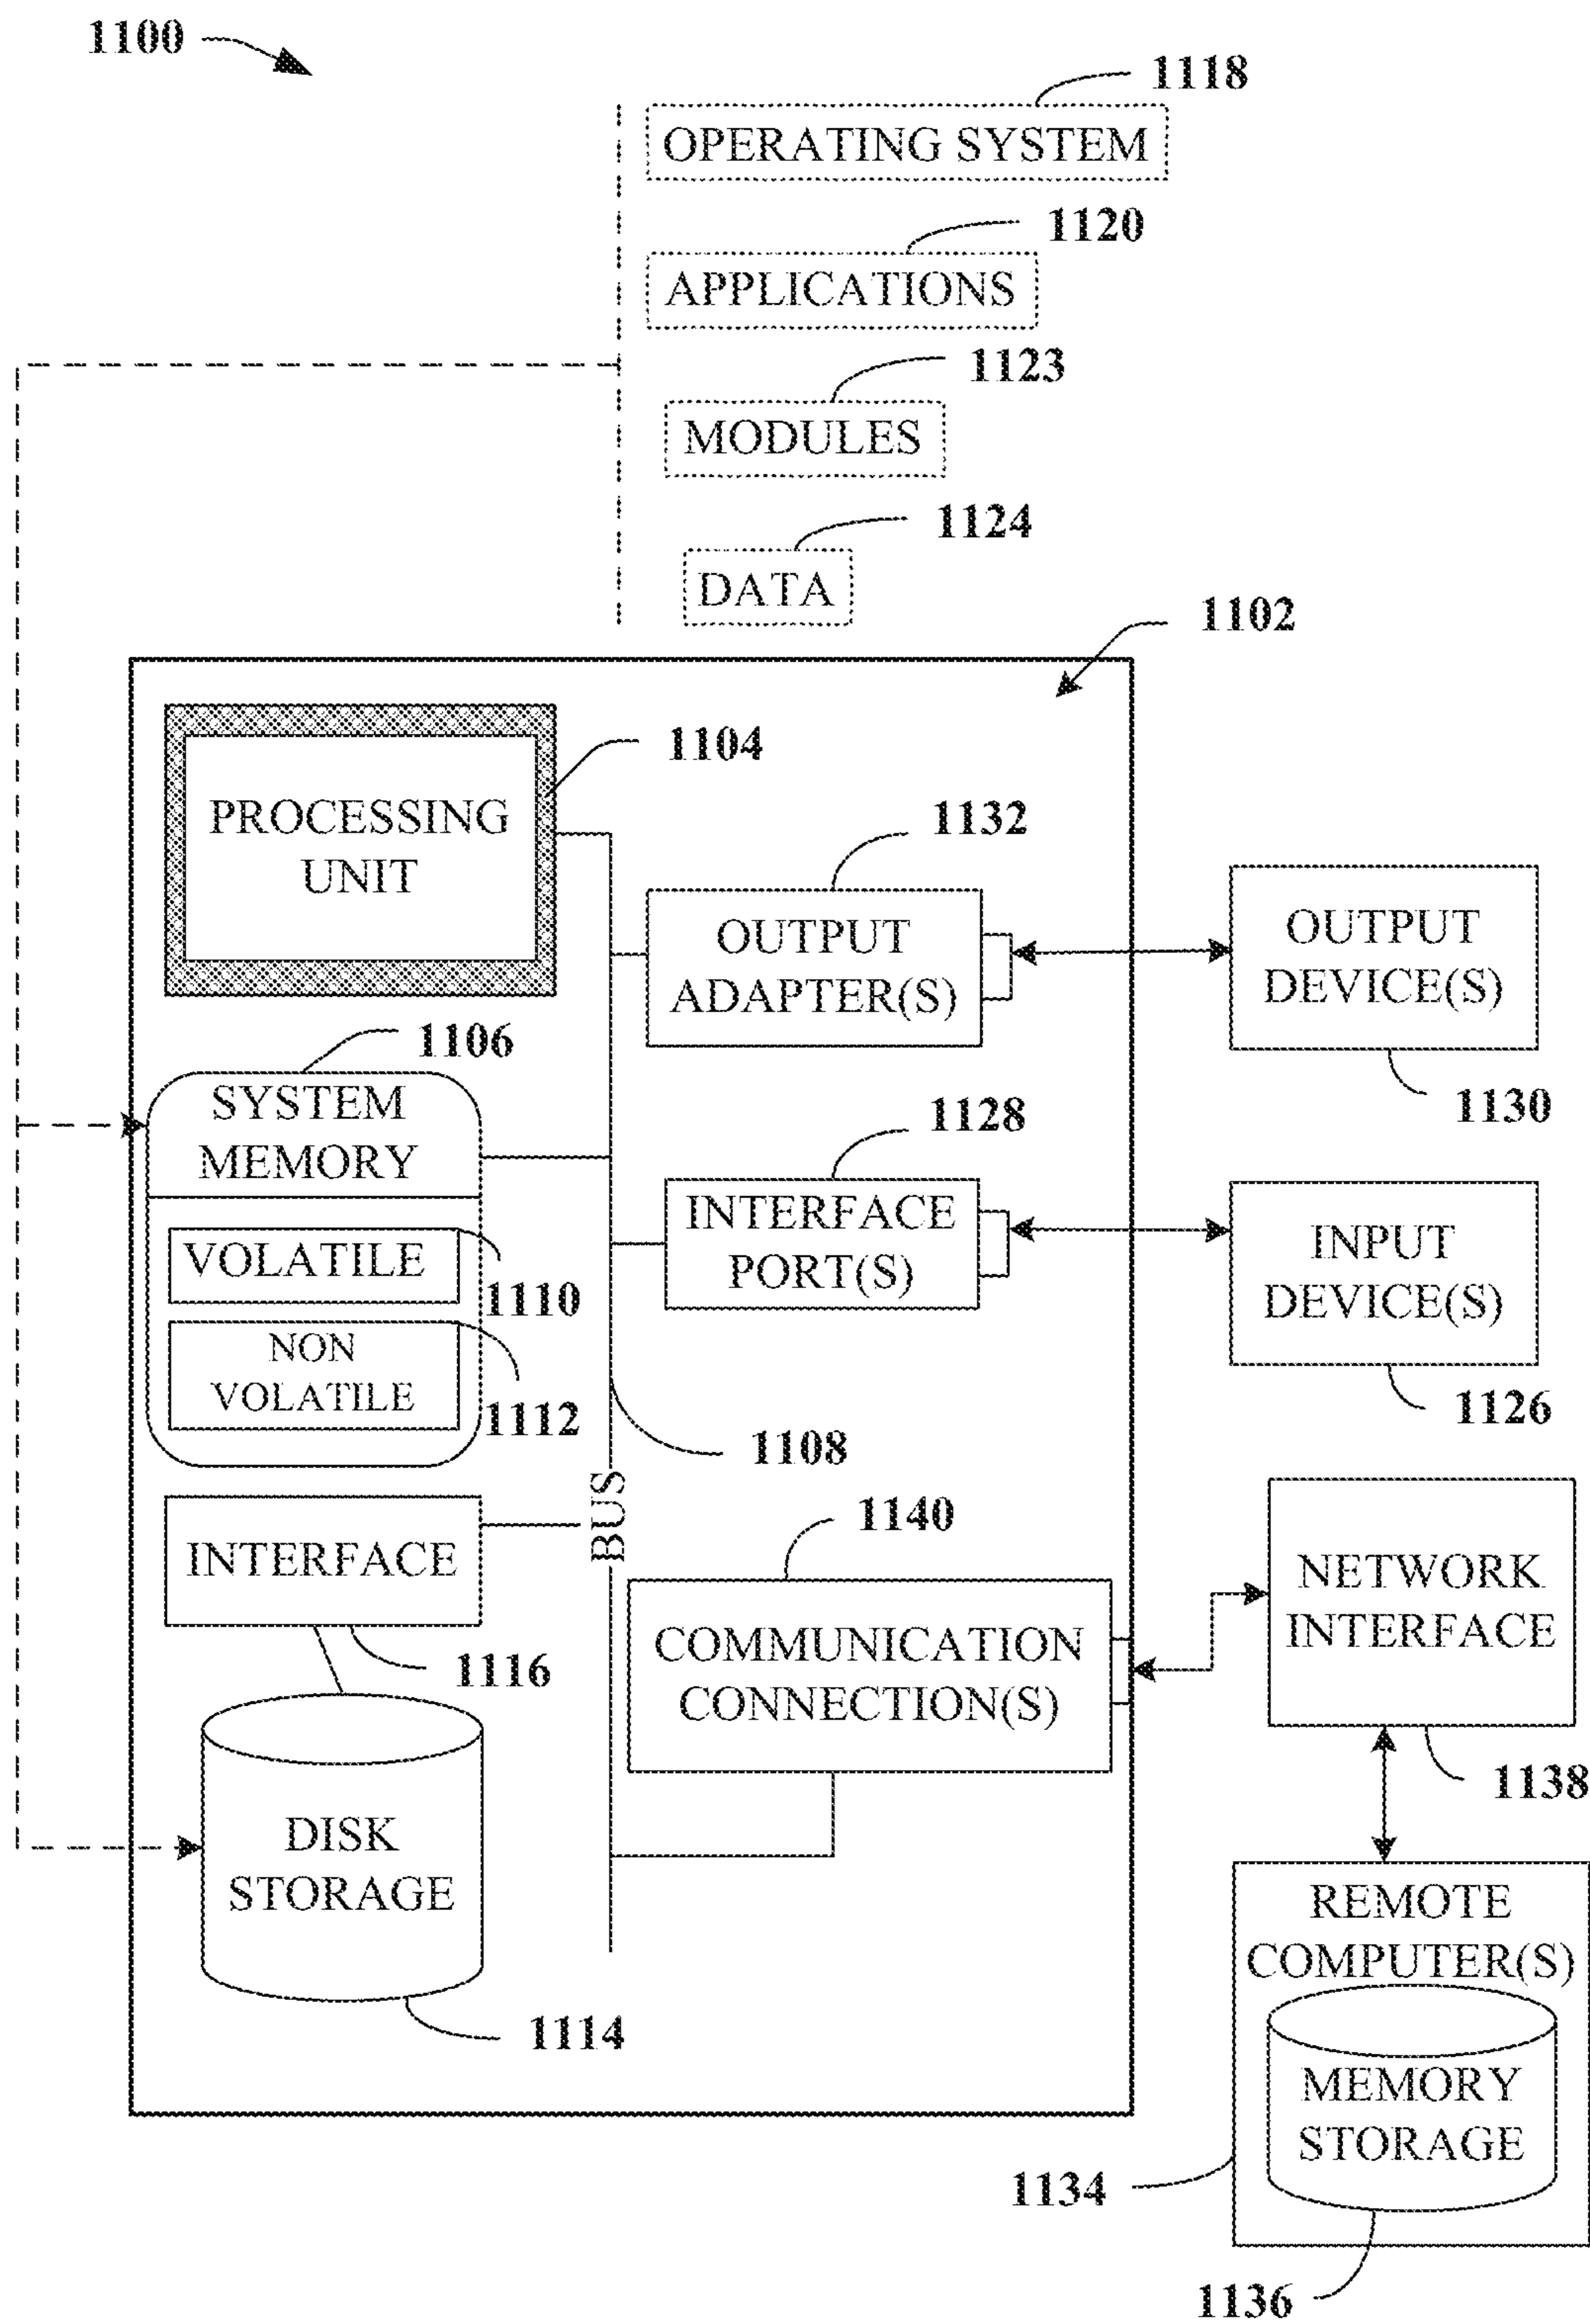 1100
1118
OPERATING SYSTEM
1120
APPLICATIONS
1123
MODULES
1124
DATA
1102
1104
PROCESSING
UNIT
1132
OUTPUT
ADAPTER(S)
OUTPUT
DEVICE(S)
1130
1106
SYSTEM
MEMORY
1128
INTERFACE
PORT(S)
INPUT
DEVICE(S)
1126
VOLATILE
1110
NON
VOLATILE
1112
1108
BUS
INTERFACE
1116
1140
COMMUNICATION
CONNECTION(S)
NETWORK
INTERFACE
1138
DISK
STORAGE
1114
REMOTE
COMPUTER(S)
MEMORY
STORAGE
1134
1136